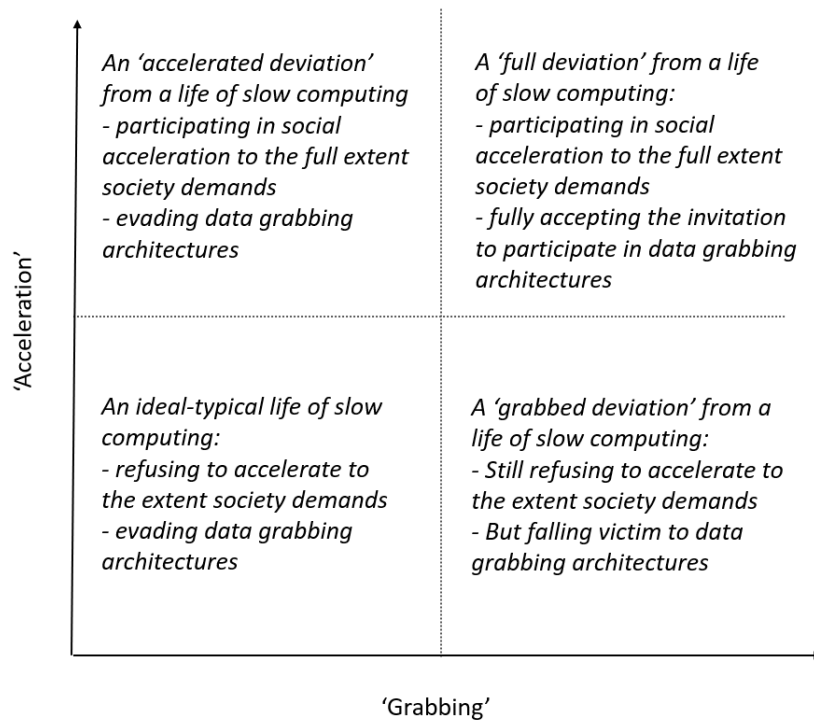 An ‘accelerated deviation’
from a life of slow computing
- participating in social
acceleration to the full extent
society demands
- evading data grabbing
architectures
A ‘full deviation’ from a life
of slow computing:
- participating in social
acceleration to the full extent
society demands
- fully accepting the invitation
to participate in data grabbing
architectures
‘Acceleration’
An ideal-typical life of slow
computing:
- refusing to accelerate to
the extent society demands
- evading data grabbing
architectures
A ‘grabbed deviation’ from a
life of slow computing:
- Still refusing to accelerate to
the extent society demands
- But falling victim to data
grabbing architectures
‘Grabbing’